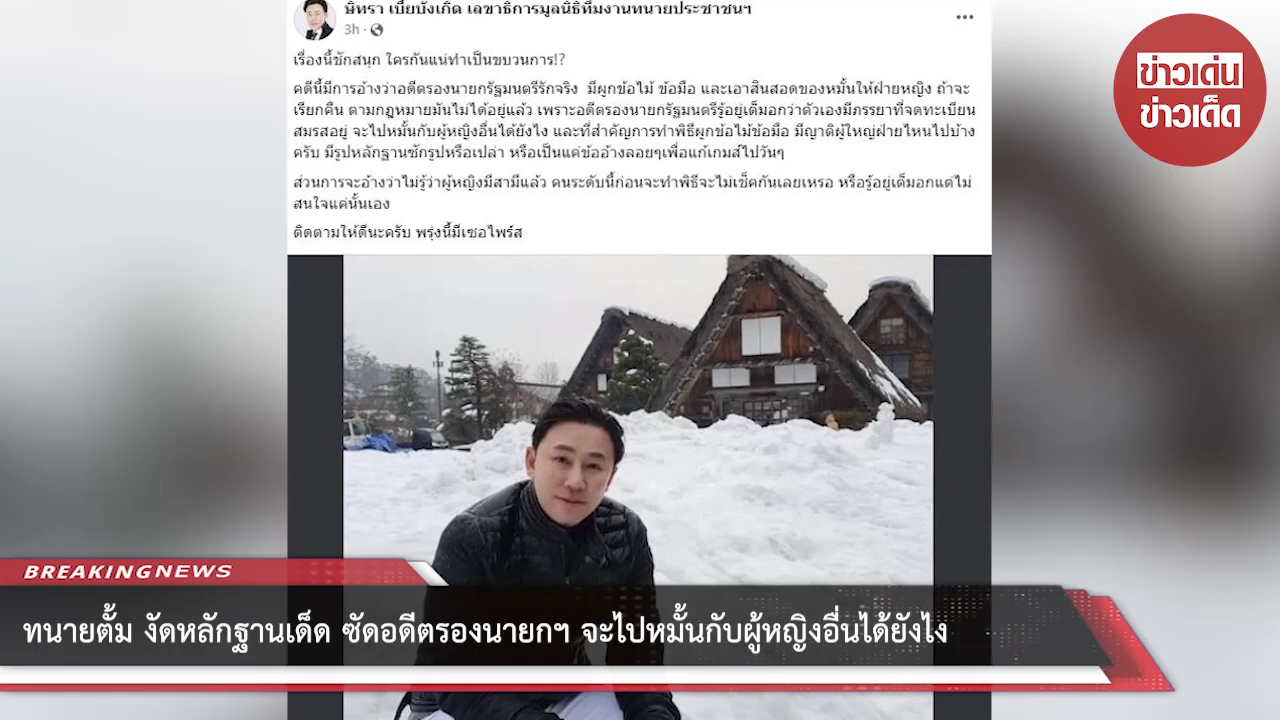 ษิทรา เบี้ยบังเกิด เลขาธิการมูลนิธิทีมงานทนายประชาชนฯ
3h
ข่าวเด่น
ข่าวเด็ด
เรื่องนี้ชักสนุก ใครกันแน่ทำเป็นขบวนการ!?
คดีนี้มีการอ้างว่าอดีตรองนายกรัฐมนตรีรักจริง มีผูกข้อไม้ ข้อมือ และเอาสินสอดของหมั้นให้ฝ่ายหญิง ถ้าจะ
เรียกคืน ตามกฎหมายมันไม่ได้อยู่แล้ว เพราะอดีตรองนายกรัฐมนตรีรู้อยู่เต็มอกว่าตัวเองมีภรรยาที่จดทะเบียน
สมรสอยู่ จะไปหมั้นกับผู้หญิงอื่นได้ยังไง และที่สำคัญการทำพิธีผูกข้อไม้ข้อมือ มีญาติผู้ใหญ่ฝ่ายไหนไปบ้าง
ครับ มีรูปหลักฐานซักรูปหรือเปล่า หรือเป็นแค่ข้ออ้างลอยๆเพื่อแก้เกมส์ไปวันๆ
ส่วนการจะอ้างว่าไม่รู้ว่าผู้หญิงมีสามีแล้ว คนระดับนี้ก่อนจะทำพิธีจะไม่เช็คกันเลยเหรอ หรือรู้อยู่เต็มอกแต่ไม่
สนใจแค่นั้นเอง
ติดตามให้ดีนะครับ พรุ่งนี้มีเซอไพร์ส
BREAKING NEWS
ทนายตั้ม งัดหลักฐานเด็ด ซัดอดีตรองนายกฯ จะไปหมั้นกับผู้หญิงอื่นได้ยังไง